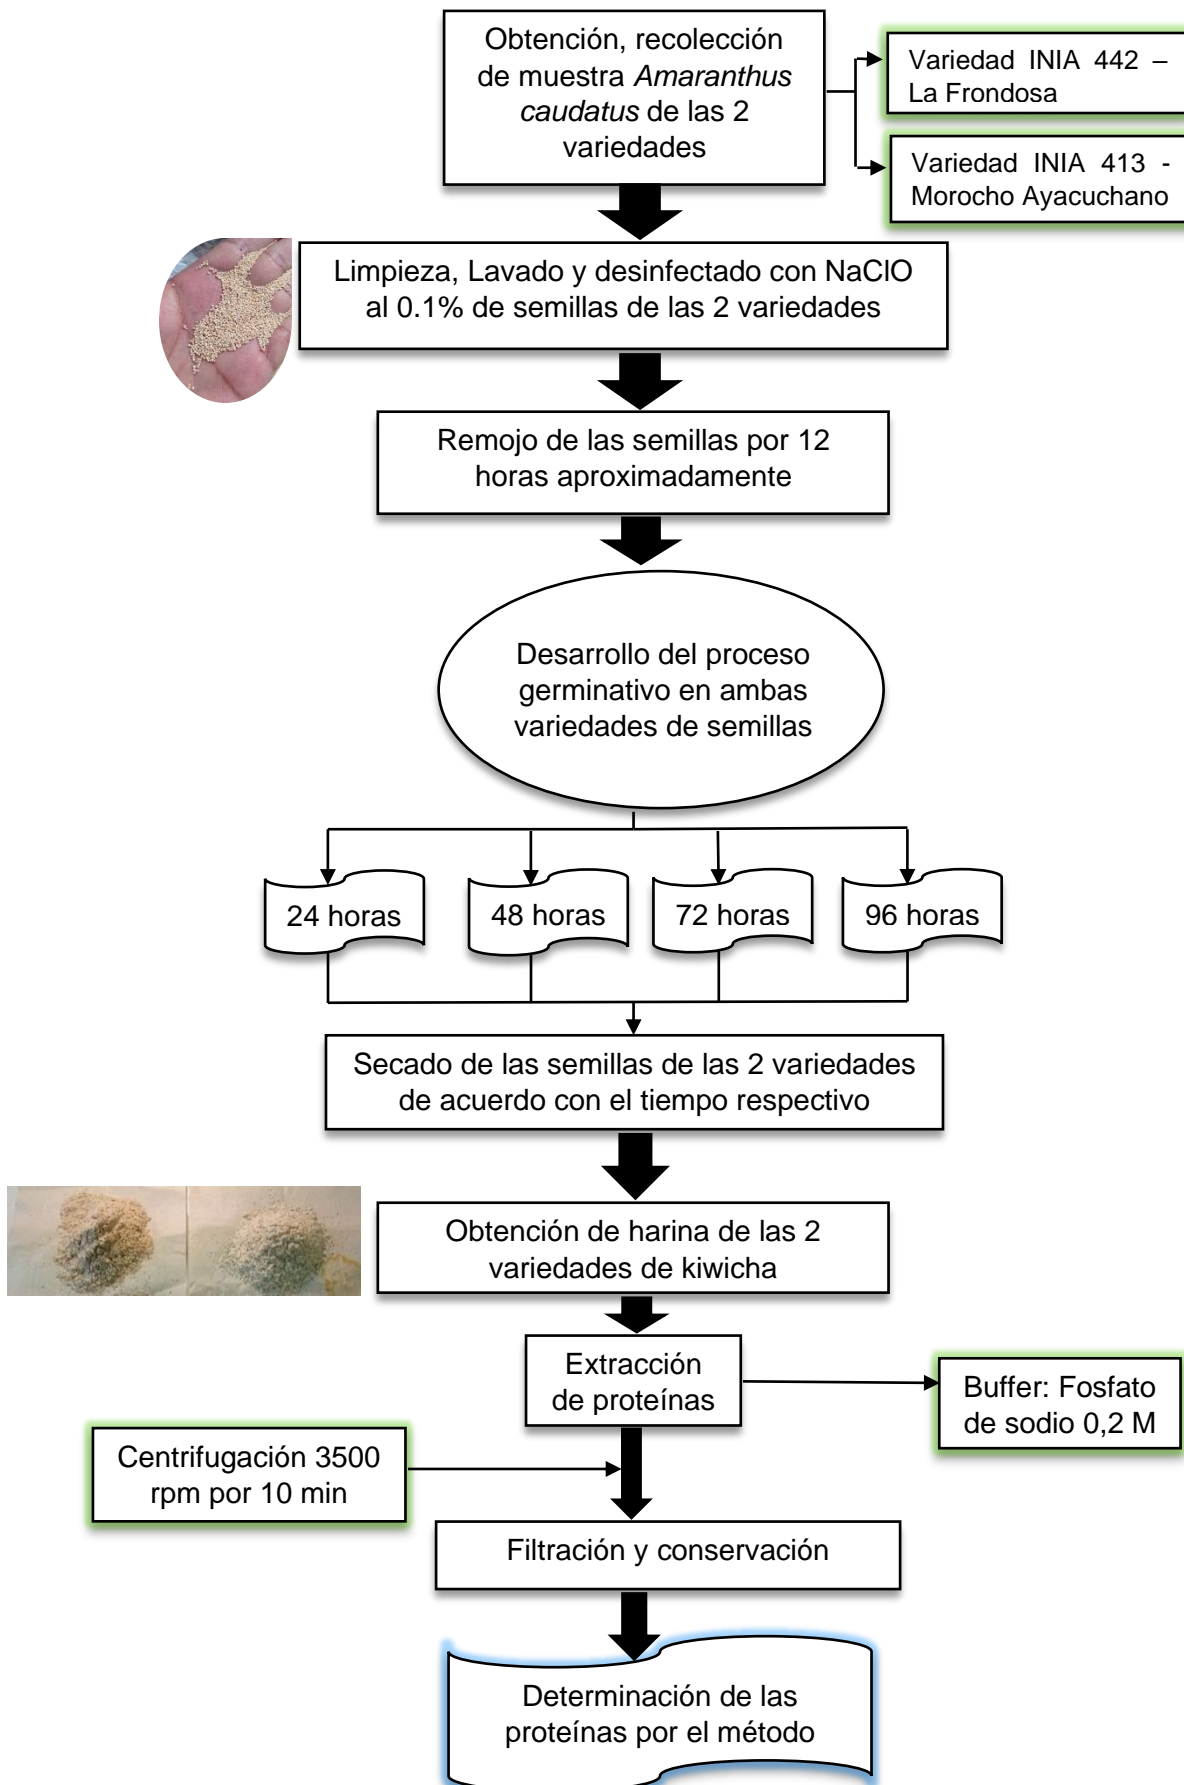 Obtención, recolección
de muestra Amaranthus
caudatus de las 2
variedades
Variedad INIA 442 –
La Frondosa
Variedad INIA 413 -
Morocho Ayacuchano
Limpieza, Lavado y desinfectado con NaClO
al 0.1% de semillas de las 2 variedades
Remojo de las semillas por 12
horas aproximadamente
Desarrollo del proceso
germinativo en ambas
variedades de semillas
24 horas
48 horas
72 horas
96 horas
Secado de las semillas de las 2 variedades
de acuerdo con el tiempo respectivo
Obtención de harina de las 2
variedades de kiwicha
Extracción
de proteínas
Buffer: Fosfato
de sodio 0,2 M
Centrifugación 3500
rpm por 10 min
Filtración y conservación
Determinación de las
proteínas por el método